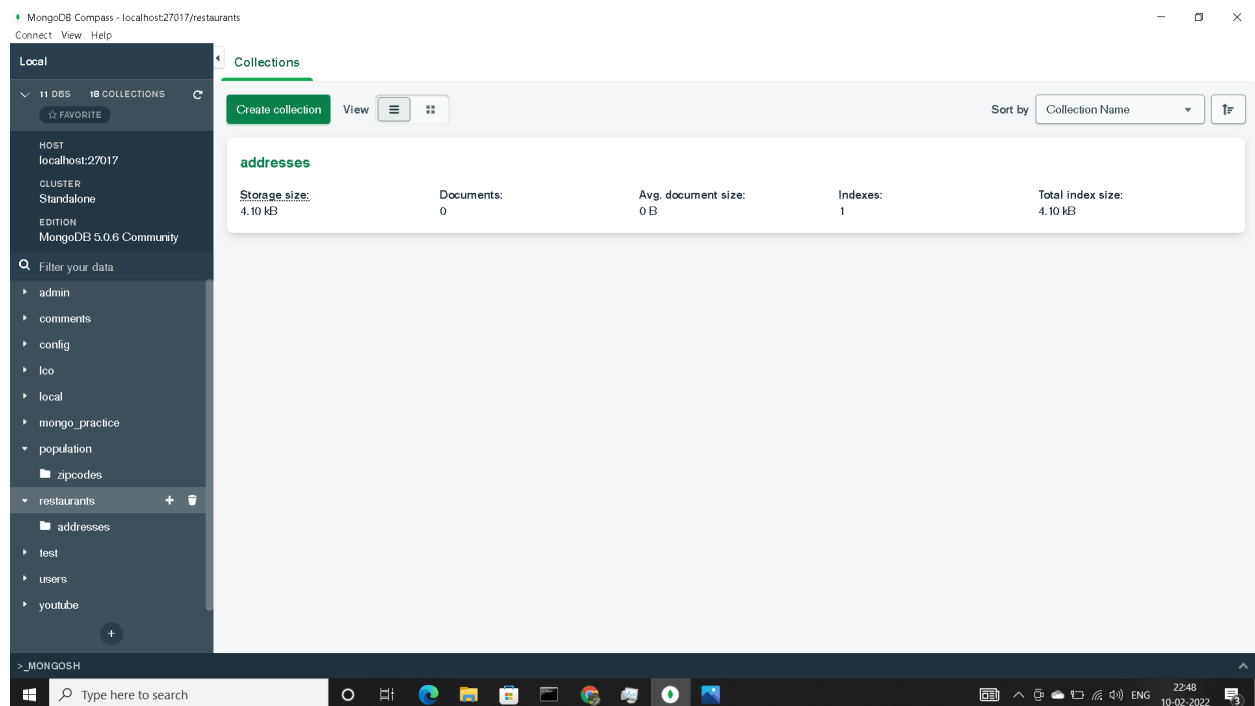 MongoDB Compass - localhost:27017/restaurants
Connect View Help
Local
Collections
11 DBS 18 COLLECTIONS
FAVORITE
Create collection View Sort by Collection Name
HOST
localhost:27017
CLUSTER
Standalone
EDITION
MongoDB 5.0.6 Community
addresses
Storage size: Documents: Avg. document size: Indexes: Total index size:
4.10 kB 0 0 B 1 4.10 kB
Filter your data
admin
comments
config
lco
local
mongo_practice
population
zipcodes
restaurants
addresses
test
users
youtube
+
>_MONGOSH
Type here to search
ENG
22:48
10-02-2022
3